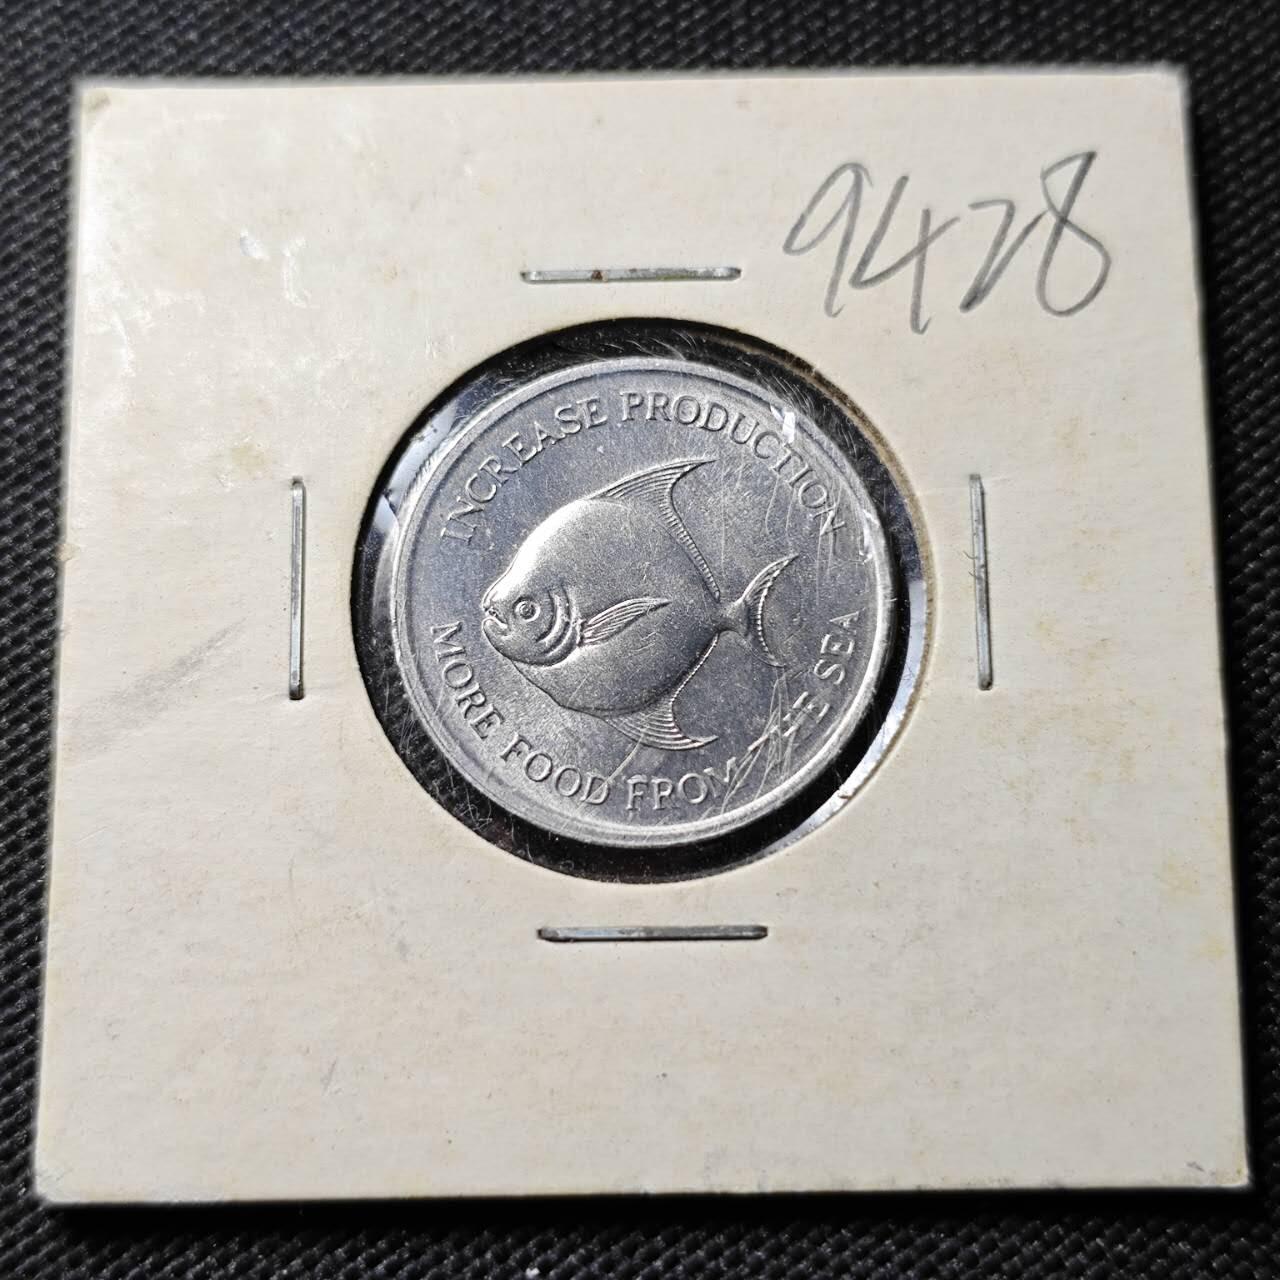 9428
INCREASE PRODUCTION
MORE FOOD FROM THE SEA